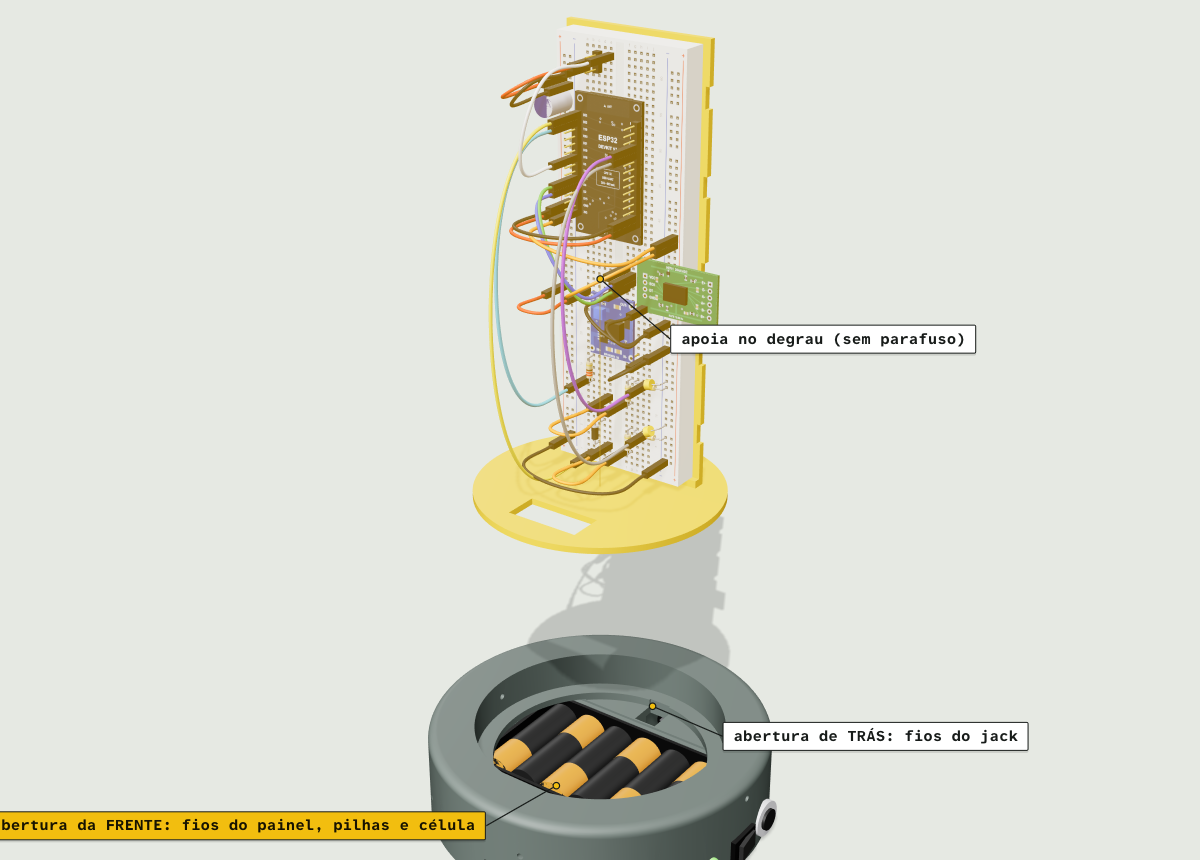 ESP32
apoia no degrau (sem parafuso)
abertura de TRÁS: fios do jack
bertura da FRENTE: fios do painel, pilhas e célula